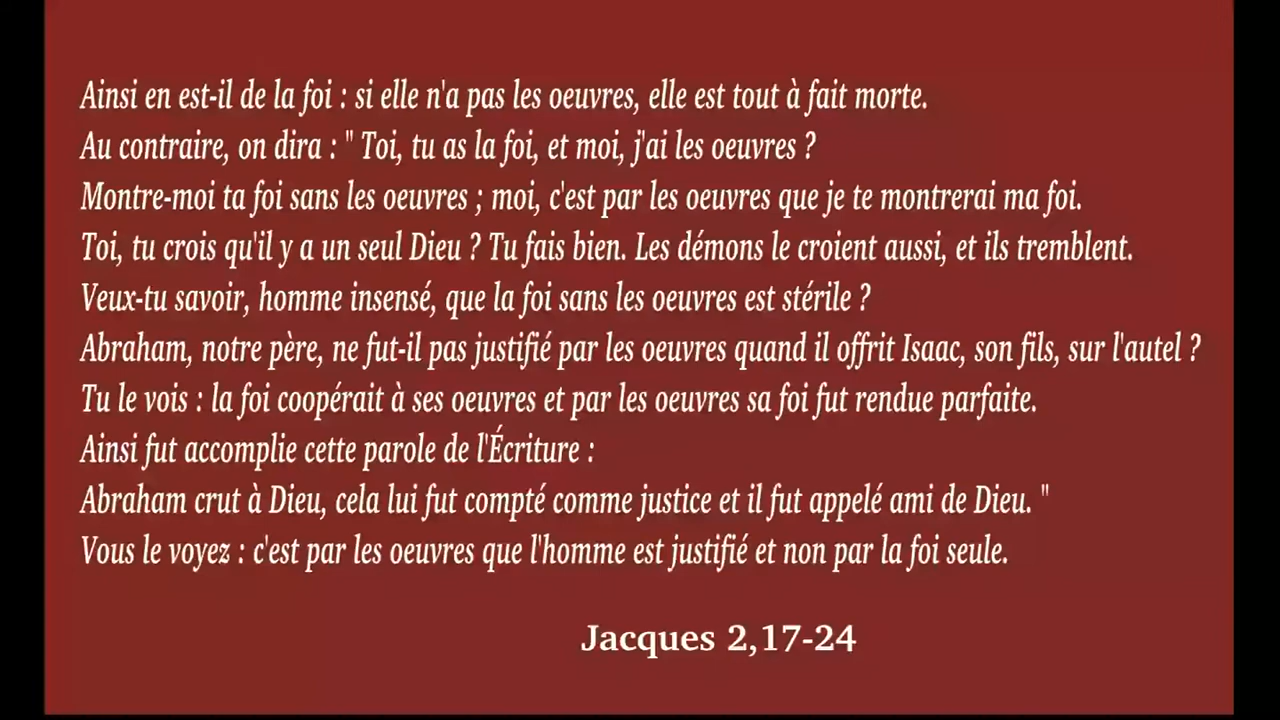 Ainsi en est-il de la foi : si elle n'a pas les oeuvres, elle est tout à fait morte.
Au contraire, on dira : " Toi, tu as la foi, et moi, j'ai les oeuvres ?
Montre-moi ta foi sans les oeuvres ; moi, c'est par les oeuvres que je te montrerai ma foi.
Toi, tu crois qu'il y a un seul Dieu ? Tu fais bien. Les démons le croient aussi, et ils tremblent.
Veux-tu savoir, homme insensé, que la foi sans les oeuvres est stérile ?
Abraham, notre père, ne fut-il pas justifié par les oeuvres quand il offrit Isaac, son fils, sur l'autel ?
Tu le vois : la foi coopérait à ses oeuvres et par les oeuvres sa foi fut rendue parfaite.
Ainsi fut accomplie cette parole de l'Écriture :
Abraham crut à Dieu, cela lui fut compté comme justice et il fut appelé ami de Dieu. "
Vous le voyez : c'est par les oeuvres que l'homme est justifié et non par la foi seule.
Jacques 2,17-24